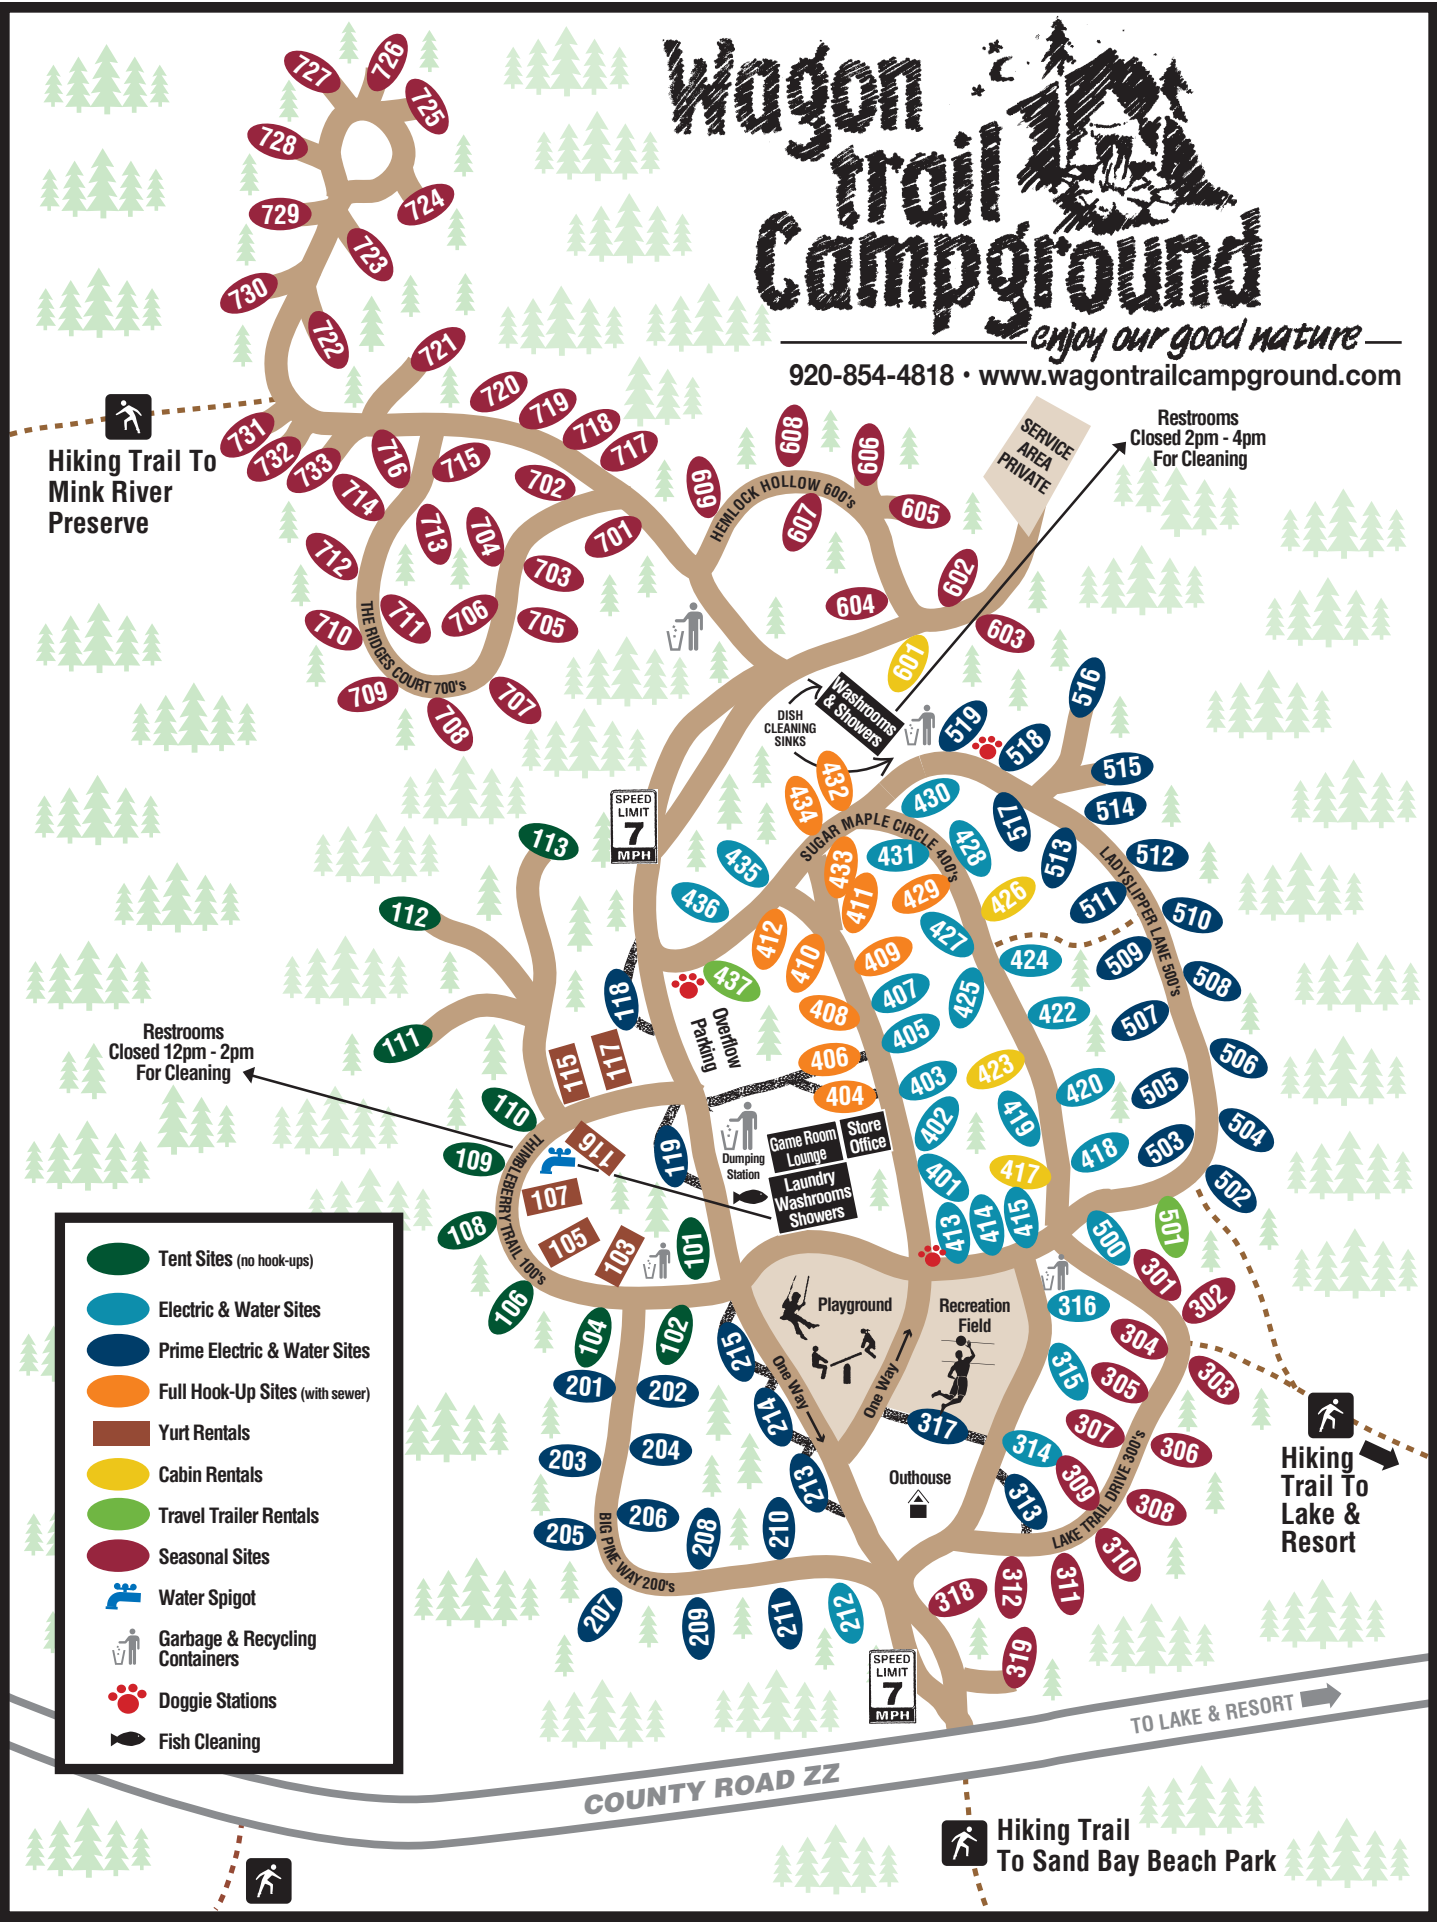 Wagon
trail
Campground
enjoy our good nature
920-854-4818 • www.wagontrailcampground.com
727
726
725
728
729
724
723
730
722
721
720
719
718
717
731
732
733
716
715
714
702
713
704
701
712
703
711
706
705
710
709
708
707
THE RIDGES COURT 700's
Hiking Trail To
Mink River
Preserve
608
606
609
HEMLOCK HOLLOW 600's
607
605
602
604
603
601
SERVICE
AREA
PRIVATE
Restrooms
Closed 2pm - 4pm
For Cleaning
Washrooms
& Showers
DISH
CLEANING
SINKS
519
518
516
515
514
517
513
512
511
510
509
508
507
506
505
504
503
502
501
500
LADYSLIPPER LANE 500's
SPEED
LIMIT
7
MPH
432
434
430
SUGAR MAPLE CIRCLE 400's
435
433
431
428
436
411
429
426
412
427
410
409
424
437
407
425
408
422
405
406
423
403
404
420
402
419
418
401
417
413
414
415
Overflow
Parking
113
112
111
118
115
117
110
116
119
109
107
108
105
103
101
106
104
102
THIMBLEBERRY TRAIL 100's
Restrooms
Closed 12pm - 2pm
For Cleaning
Dumping
Station
Game Room
Lounge
Store
Office
Laundry
Washrooms
Showers
Playground
Recreation
Field
One Way
One Way
Outhouse
301
302
316
304
303
315
305
307
306
314
309
308
317
313
310
312
311
318
319
LAKE TRAIL DRIVE 300's
215
214
213
201
202
203
204
205
206
208
210
207
209
211
212
BIG PINE WAY 200's
SPEED
LIMIT
7
MPH
Hiking
Trail To
Lake &
Resort
Tent Sites (no hook-ups)
Electric & Water Sites
Prime Electric & Water Sites
Full Hook-Up Sites (with sewer)
Yurt Rentals
Cabin Rentals
Travel Trailer Rentals
Seasonal Sites
Water Spigot
Garbage & Recycling
Containers
Doggie Stations
Fish Cleaning
TO LAKE & RESORT
COUNTY ROAD ZZ
Hiking Trail
To Sand Bay Beach Park